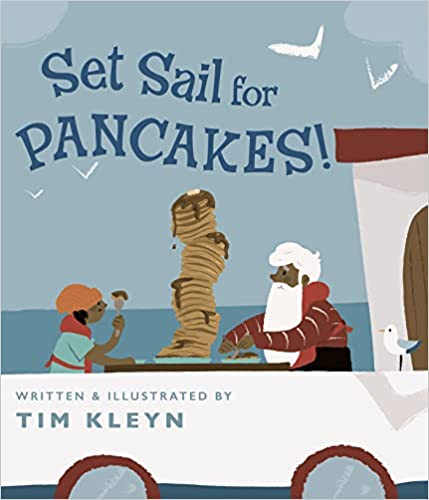 Set Sail for
PANCAKES!
WRITTEN & ILLUSTRATED BY
TIM KLEYN